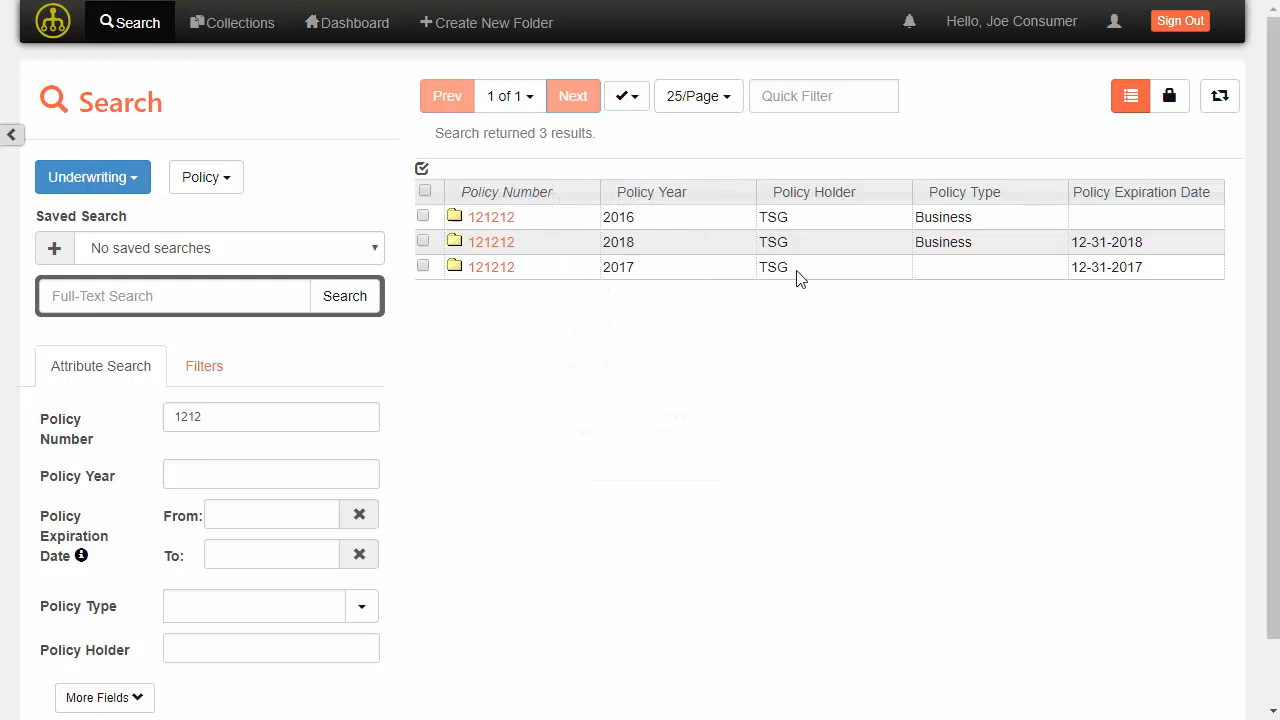 Search
Collections
Dashboard
Create New Folder
Hello, Joe Consumer
Sign Out
Search
Prev
1 of 1
Next
25/Page
Quick Filter
Search returned 3 results.
Underwriting
Policy
Saved Search
No saved searches
Full-Text Search
Search
Attribute Search
Filters
Policy Number
1212
Policy Year
Policy Expiration Date
From:
To:
Policy Type
Policy Holder
More Fields
Policy Number Policy Year Policy Holder Policy Type Policy Expiration Date
121212 2016 TSG Business
121212 2018 TSG Business 12-31-2018
121212 2017 TSG 12-31-2017